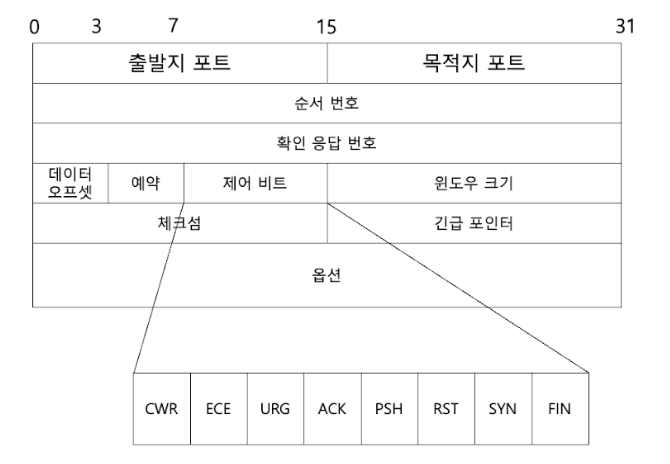 0 3 7 15 31
출발지 포트 목적지 포트
순서 번호
확인 응답 번호
데이터
오프셋 예약 제어 비트 윈도우 크기
체크섬 긴급 포인터
옵션
CWR ECE URG ACK PSH RST SYN FIN